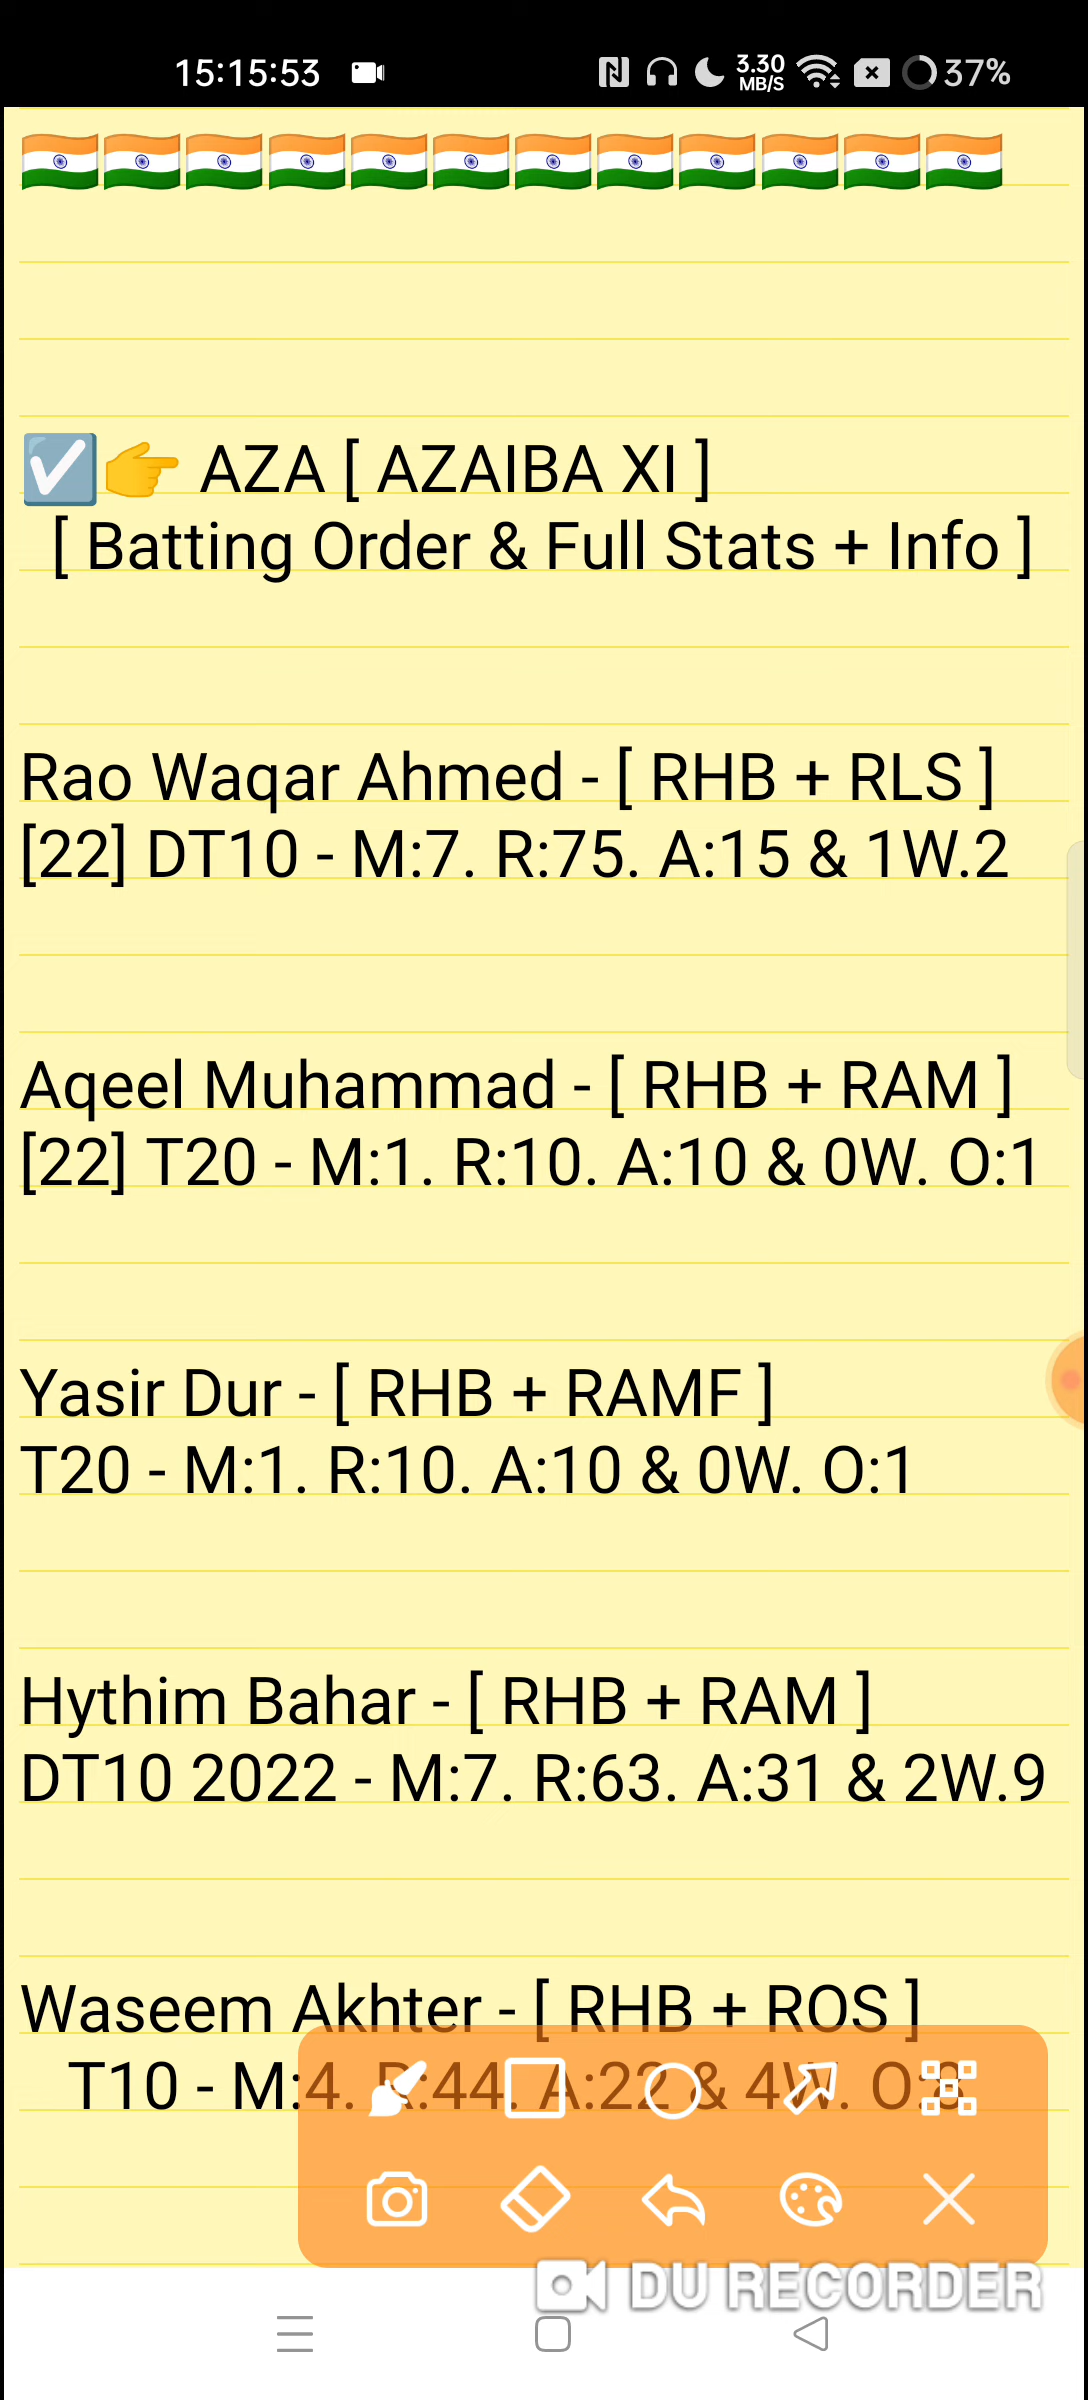 15:15:53 3.30 MB/S 37%
🇮🇳🇮🇳🇮🇳🇮🇳🇮🇳🇮🇳🇮🇳🇮🇳🇮🇳🇮🇳🇮🇳🇮🇳
☑️👉 AZA [ AZAIBA XI ]
[ Batting Order & Full Stats + Info ]
Rao Waqar Ahmed - [ RHB + RLS ]
[22] DT10 - M:7. R:75. A:15 & 1W.2
Aqeel Muhammad - [ RHB + RAM ]
[22] T20 - M:1. R:10. A:10 & 0W. O:1
Yasir Dur - [ RHB + RAMF ]
T20 - M:1. R:10. A:10 & 0W. O:1
Hythim Bahar - [ RHB + RAM ]
DT10 2022 - M:7. R:63. A:31 & 2W.9
Waseem Akhter - [ RHB + ROS ]
T10 - M:4. R:44. A:22 & 4W.
DU RECORDER